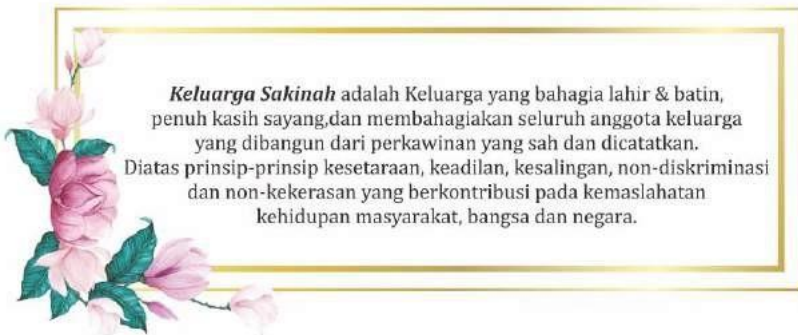 Keluarga Sakinah adalah Keluarga yang bahagia lahir & batin,
penuh kasih sayang,dan membahagiakan seluruh anggota keluarga
yang dibangun dari perkawinan yang sah dan dicatatkan.
Diatas prinsip-prinsip kesetaraan, keadilan, kesalingan, non-diskriminasi
dan non-kekerasan yang berkontribusi pada kemaslahatan
kehidupan masyarakat, bangsa dan negara.